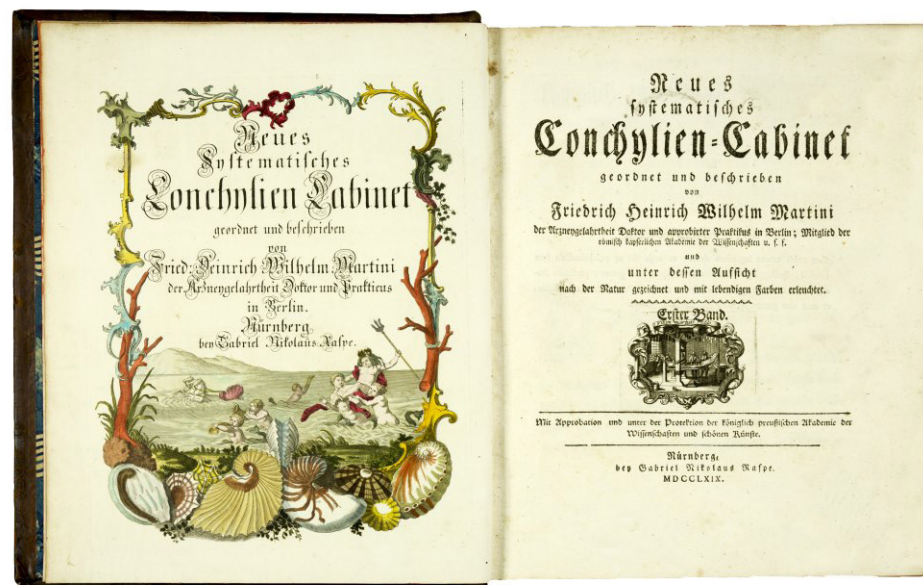 Neues
Systematisches
Conchylien Cabinet
geordnet und beschrieben
von
Fried: Heinrich Wilhelm Martini
der Arzneygelahrtheit Doktor und Praktieus
in Berlin.
Nürnberg
bey Gabriel Nikolaus Raspe.
Neues
systematisches
Conchylien-Cabinet
geordnet und beschrieben
von
Friedrich Heinrich Wilhelm Martini
der Arzneygelahrtheit Doktor und approbirter Praktikus in Berlin; Mitglied der
römisch kayserlichen Akademie der Wissenschaften u. s. f.
und
unter dessen Aufsicht
nach der Natur gezeichnet und mit lebendigen Farben erleuchtet.
Erster Band.
Mit Approbation und unter der Protektion der königlich preußischen Akademie der
Wissenschaften und schönen Künste.
Nürnberg,
bey Gabriel Nikolaus Raspe.
MDCCLXIX.